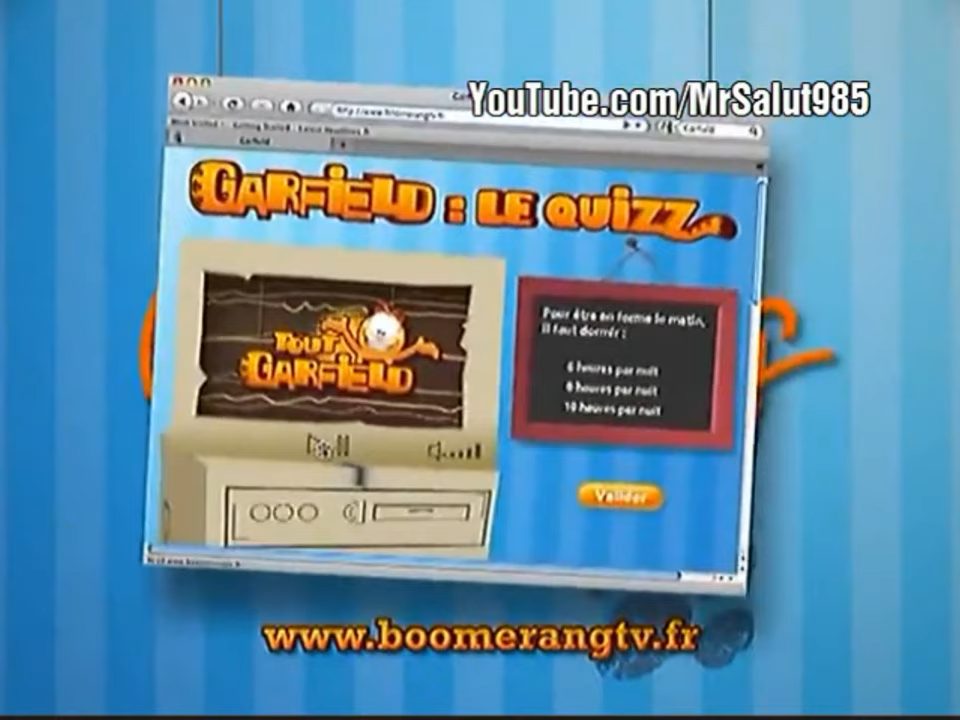 YouTube.com/MrSalut985
GARFIELD : LE QUIZZ
TOUT
GARFIELD
Pour être en forme le matin,
il faut dormir :
6 heures par nuit
8 heures par nuit
10 heures par nuit
Valider
www.boomerangtv.fr